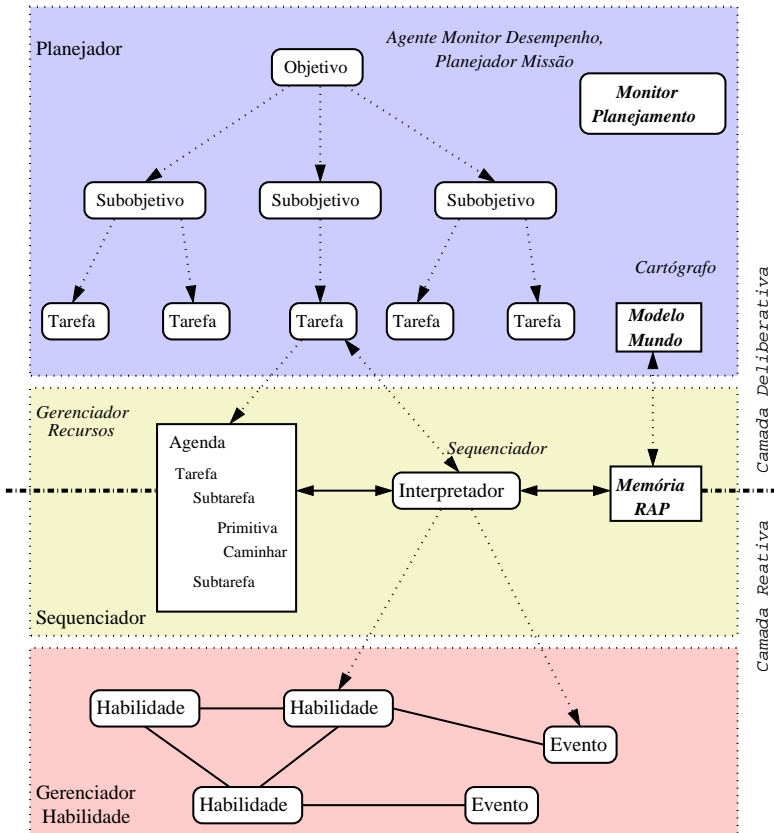 Planejador
Agente Monitor Desempenho,
Planejador Missão
Objetivo
Monitor
Planejamento
Subobjetivo
Subobjetivo
Subobjetivo
Cartógrafo
Tarefa
Tarefa
Tarefa
Tarefa
Tarefa
Modelo
Mundo
Camada Deliberativa
Gerenciador
Recursos
Agenda
Tarefa
Subtarefa
Primitiva
Caminhar
Subtarefa
Sequenciador
Interpretador
Memória
RAP
Sequenciador
Camada Reativa
Habilidade
Habilidade
Evento
Gerenciador
Habilidade
Habilidade
Evento